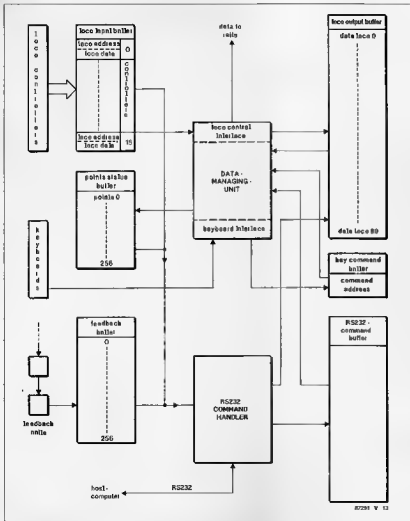 loco controllers
loco input buffer
loco address
loco data
0
controllers
loco address
loco data
15
data to
rails
loco output buffer
data loco 0
data loco 80
loco control
interface
DATA-
MANAGING-
UNIT
keyboard interface
points status
buffer
points 0
256
keyboards
key command
buffer
command
address
feedback
buffer
0
256
feedback
units
RS232
COMMAND
HANDLER
RS232-
command
buffer
host-
computer
RS232
87291 V 13